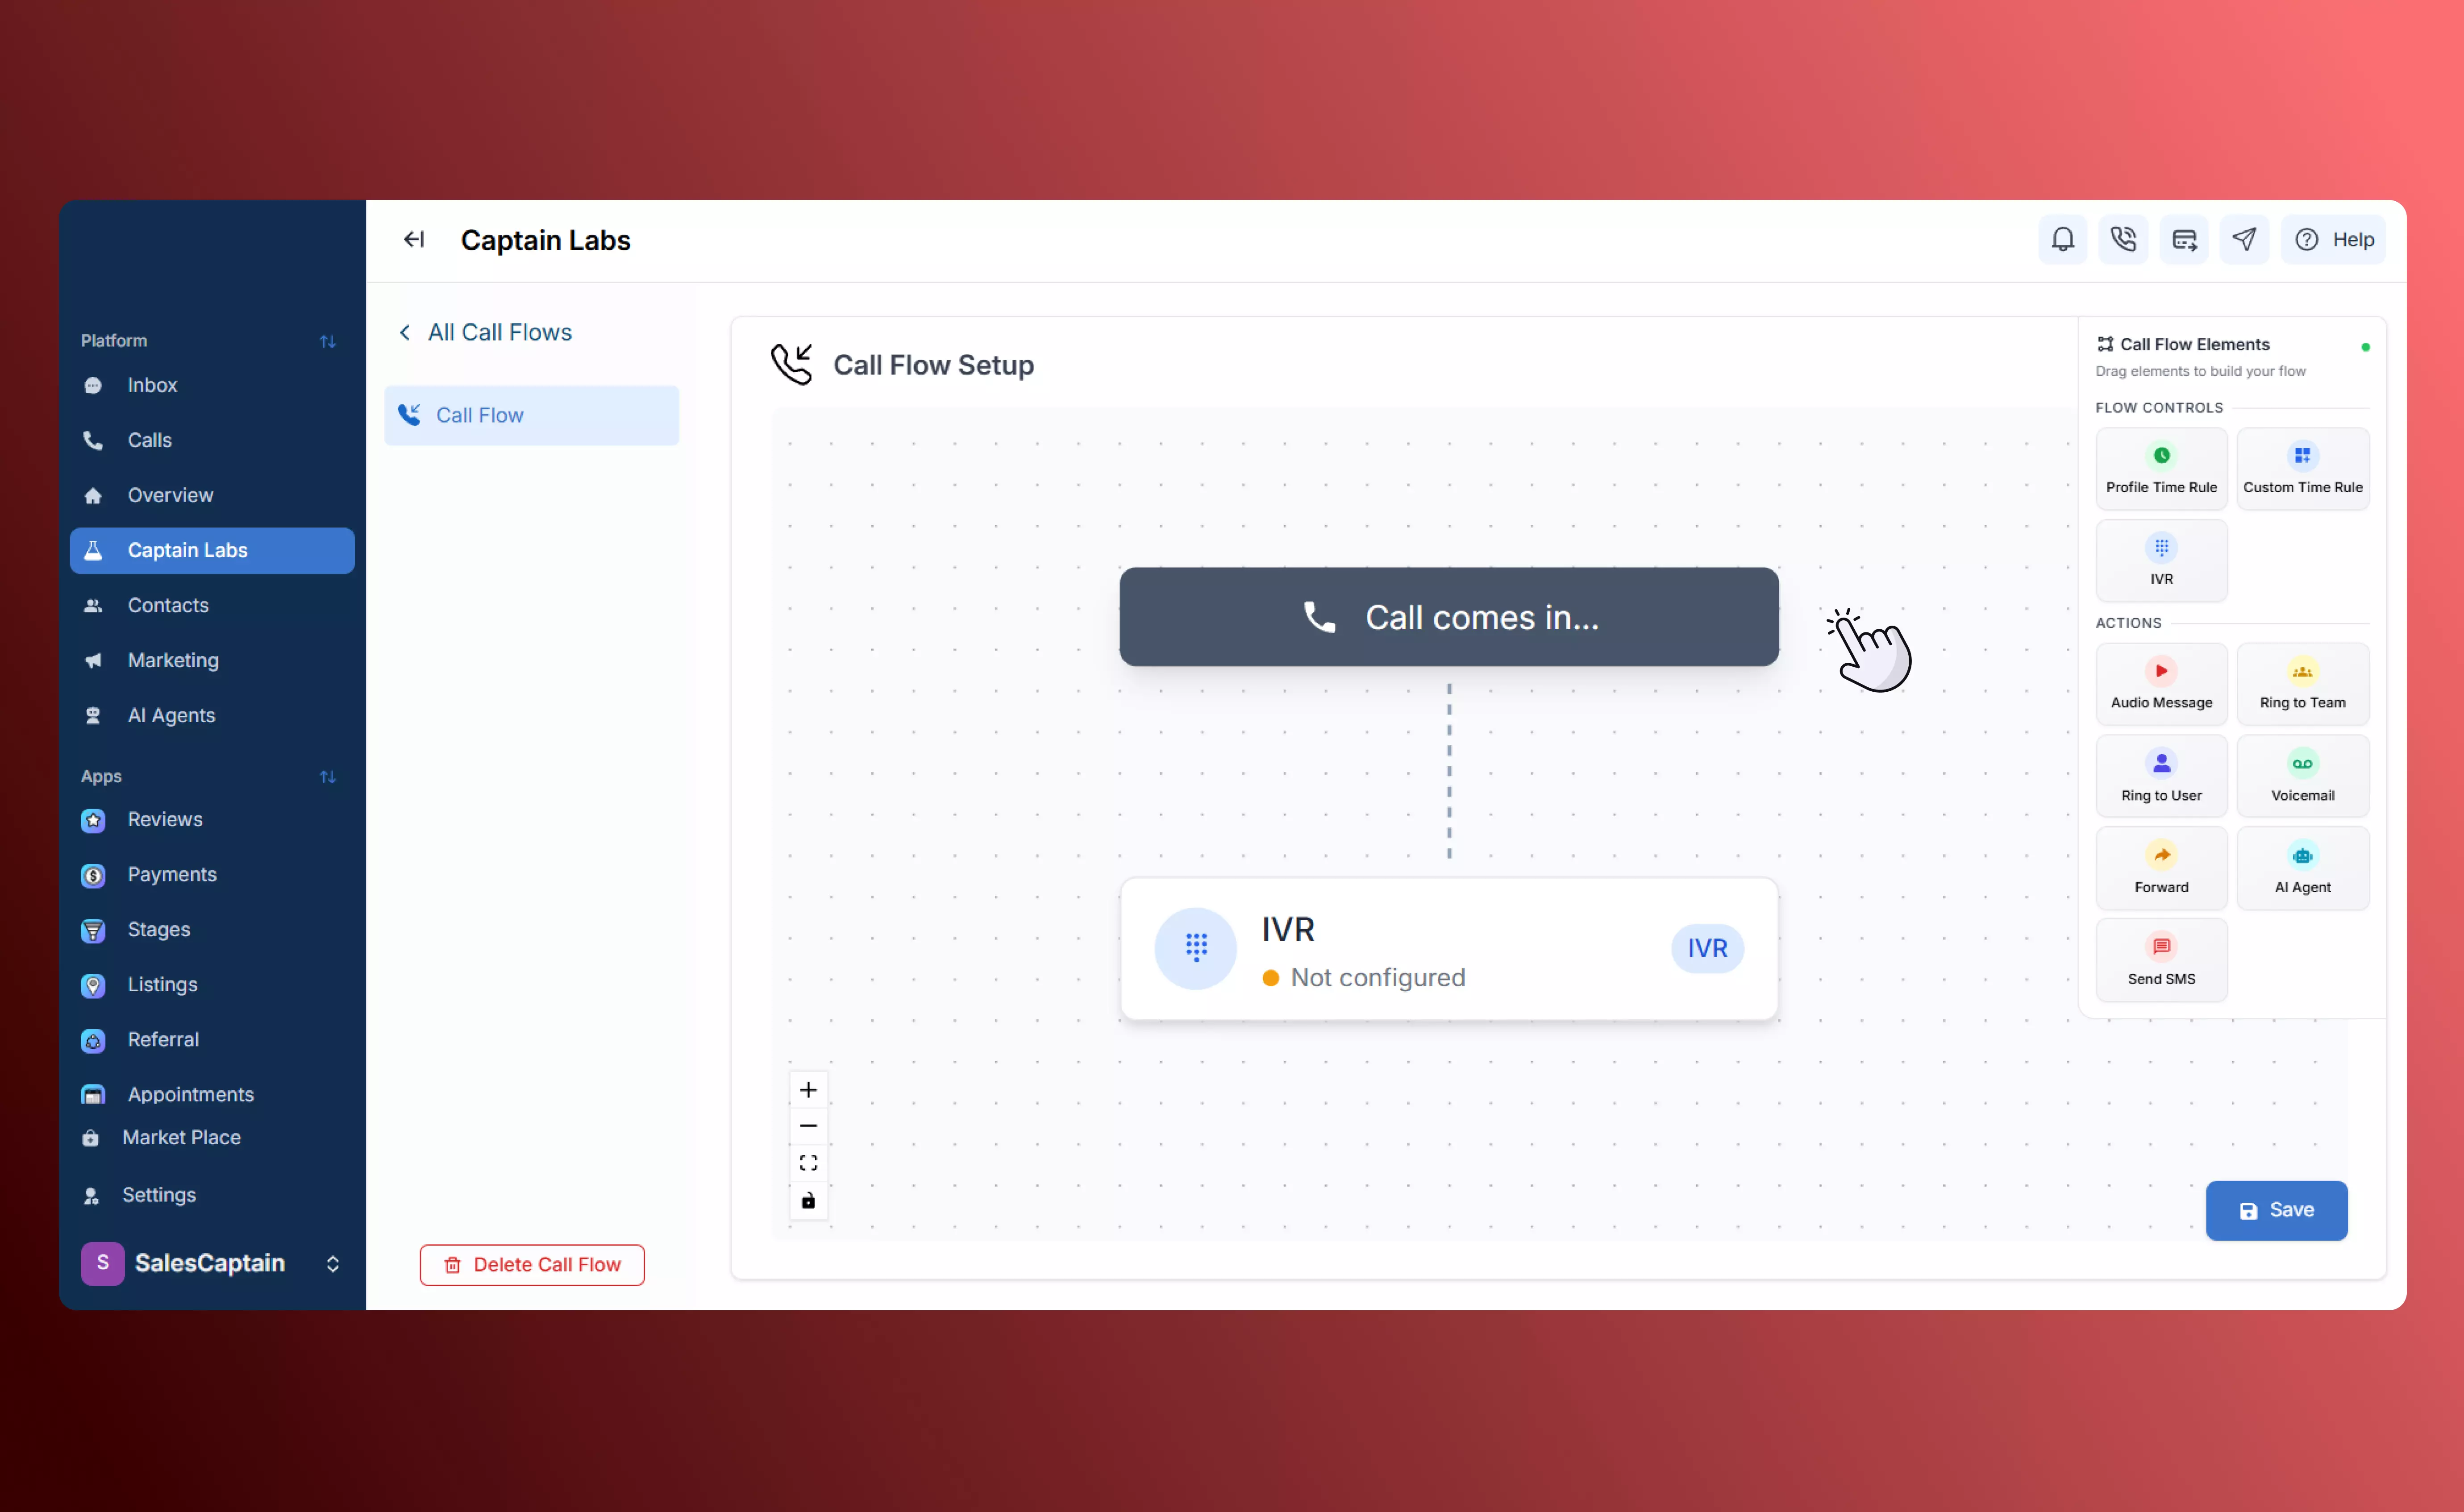 Captain Labs
Help
Platform
Inbox
Calls
Overview
Captain Labs
Contacts
Marketing
AI Agents
Apps
Reviews
Payments
Stages
Listings
Referral
Appointments
Market Place
Settings
S
SalesCaptain
All Call Flows
Call Flow
Delete Call Flow
Call Flow Setup
Call comes in...
IVR
Not configured
IVR
Call Flow Elements
Drag elements to build your flow
FLOW CONTROLS
Profile Time Rule
Custom Time Rule
IVR
ACTIONS
Audio Message
Ring to Team
Ring to User
Voicemail
Forward
AI Agent
Send SMS
Save